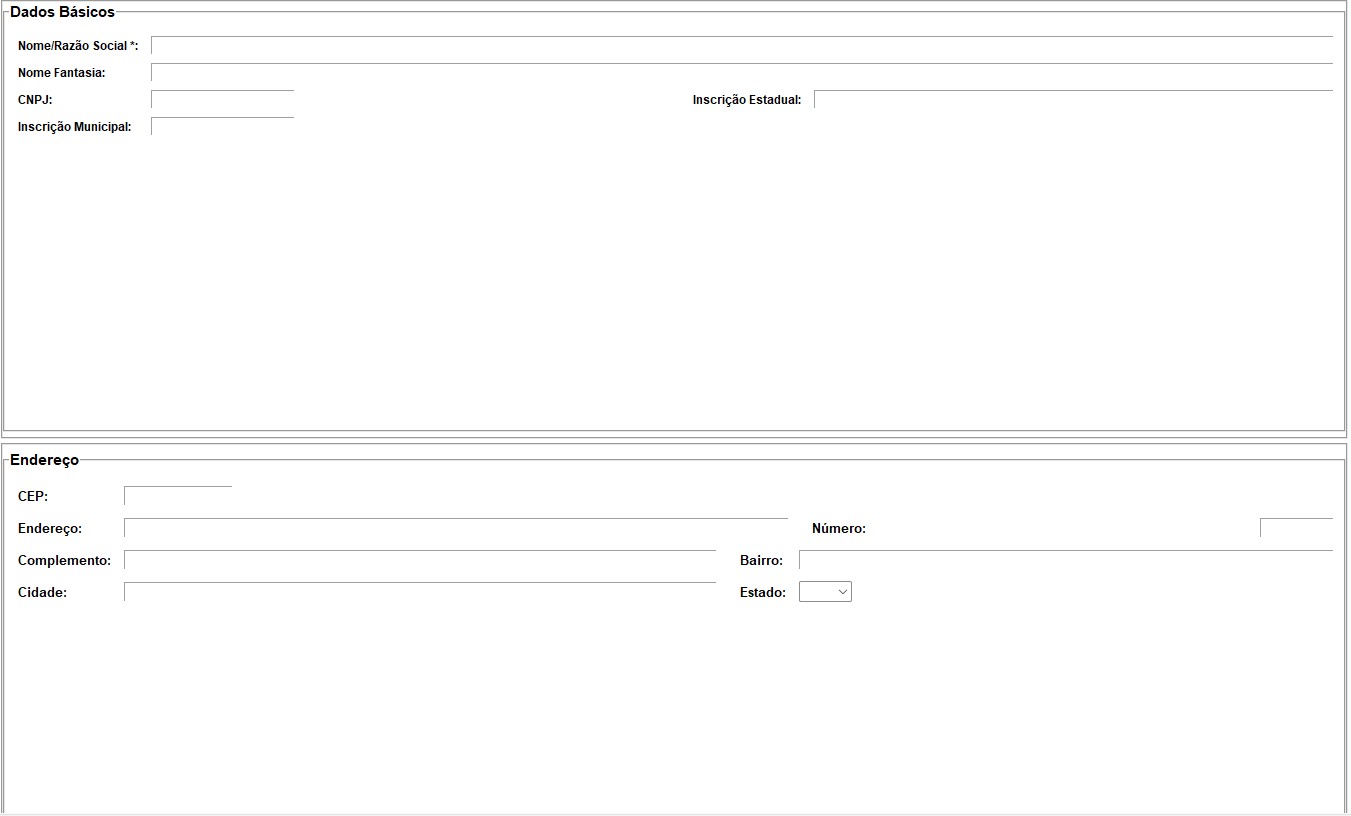 Dados Básicos
Nome/Razão Social *:
Nome Fantasia:
CNPJ: Inscrição Estadual:
Inscrição Municipal:
Endereço
CEP:
Endereço: Número:
Complemento: Bairro:
Cidade: Estado: